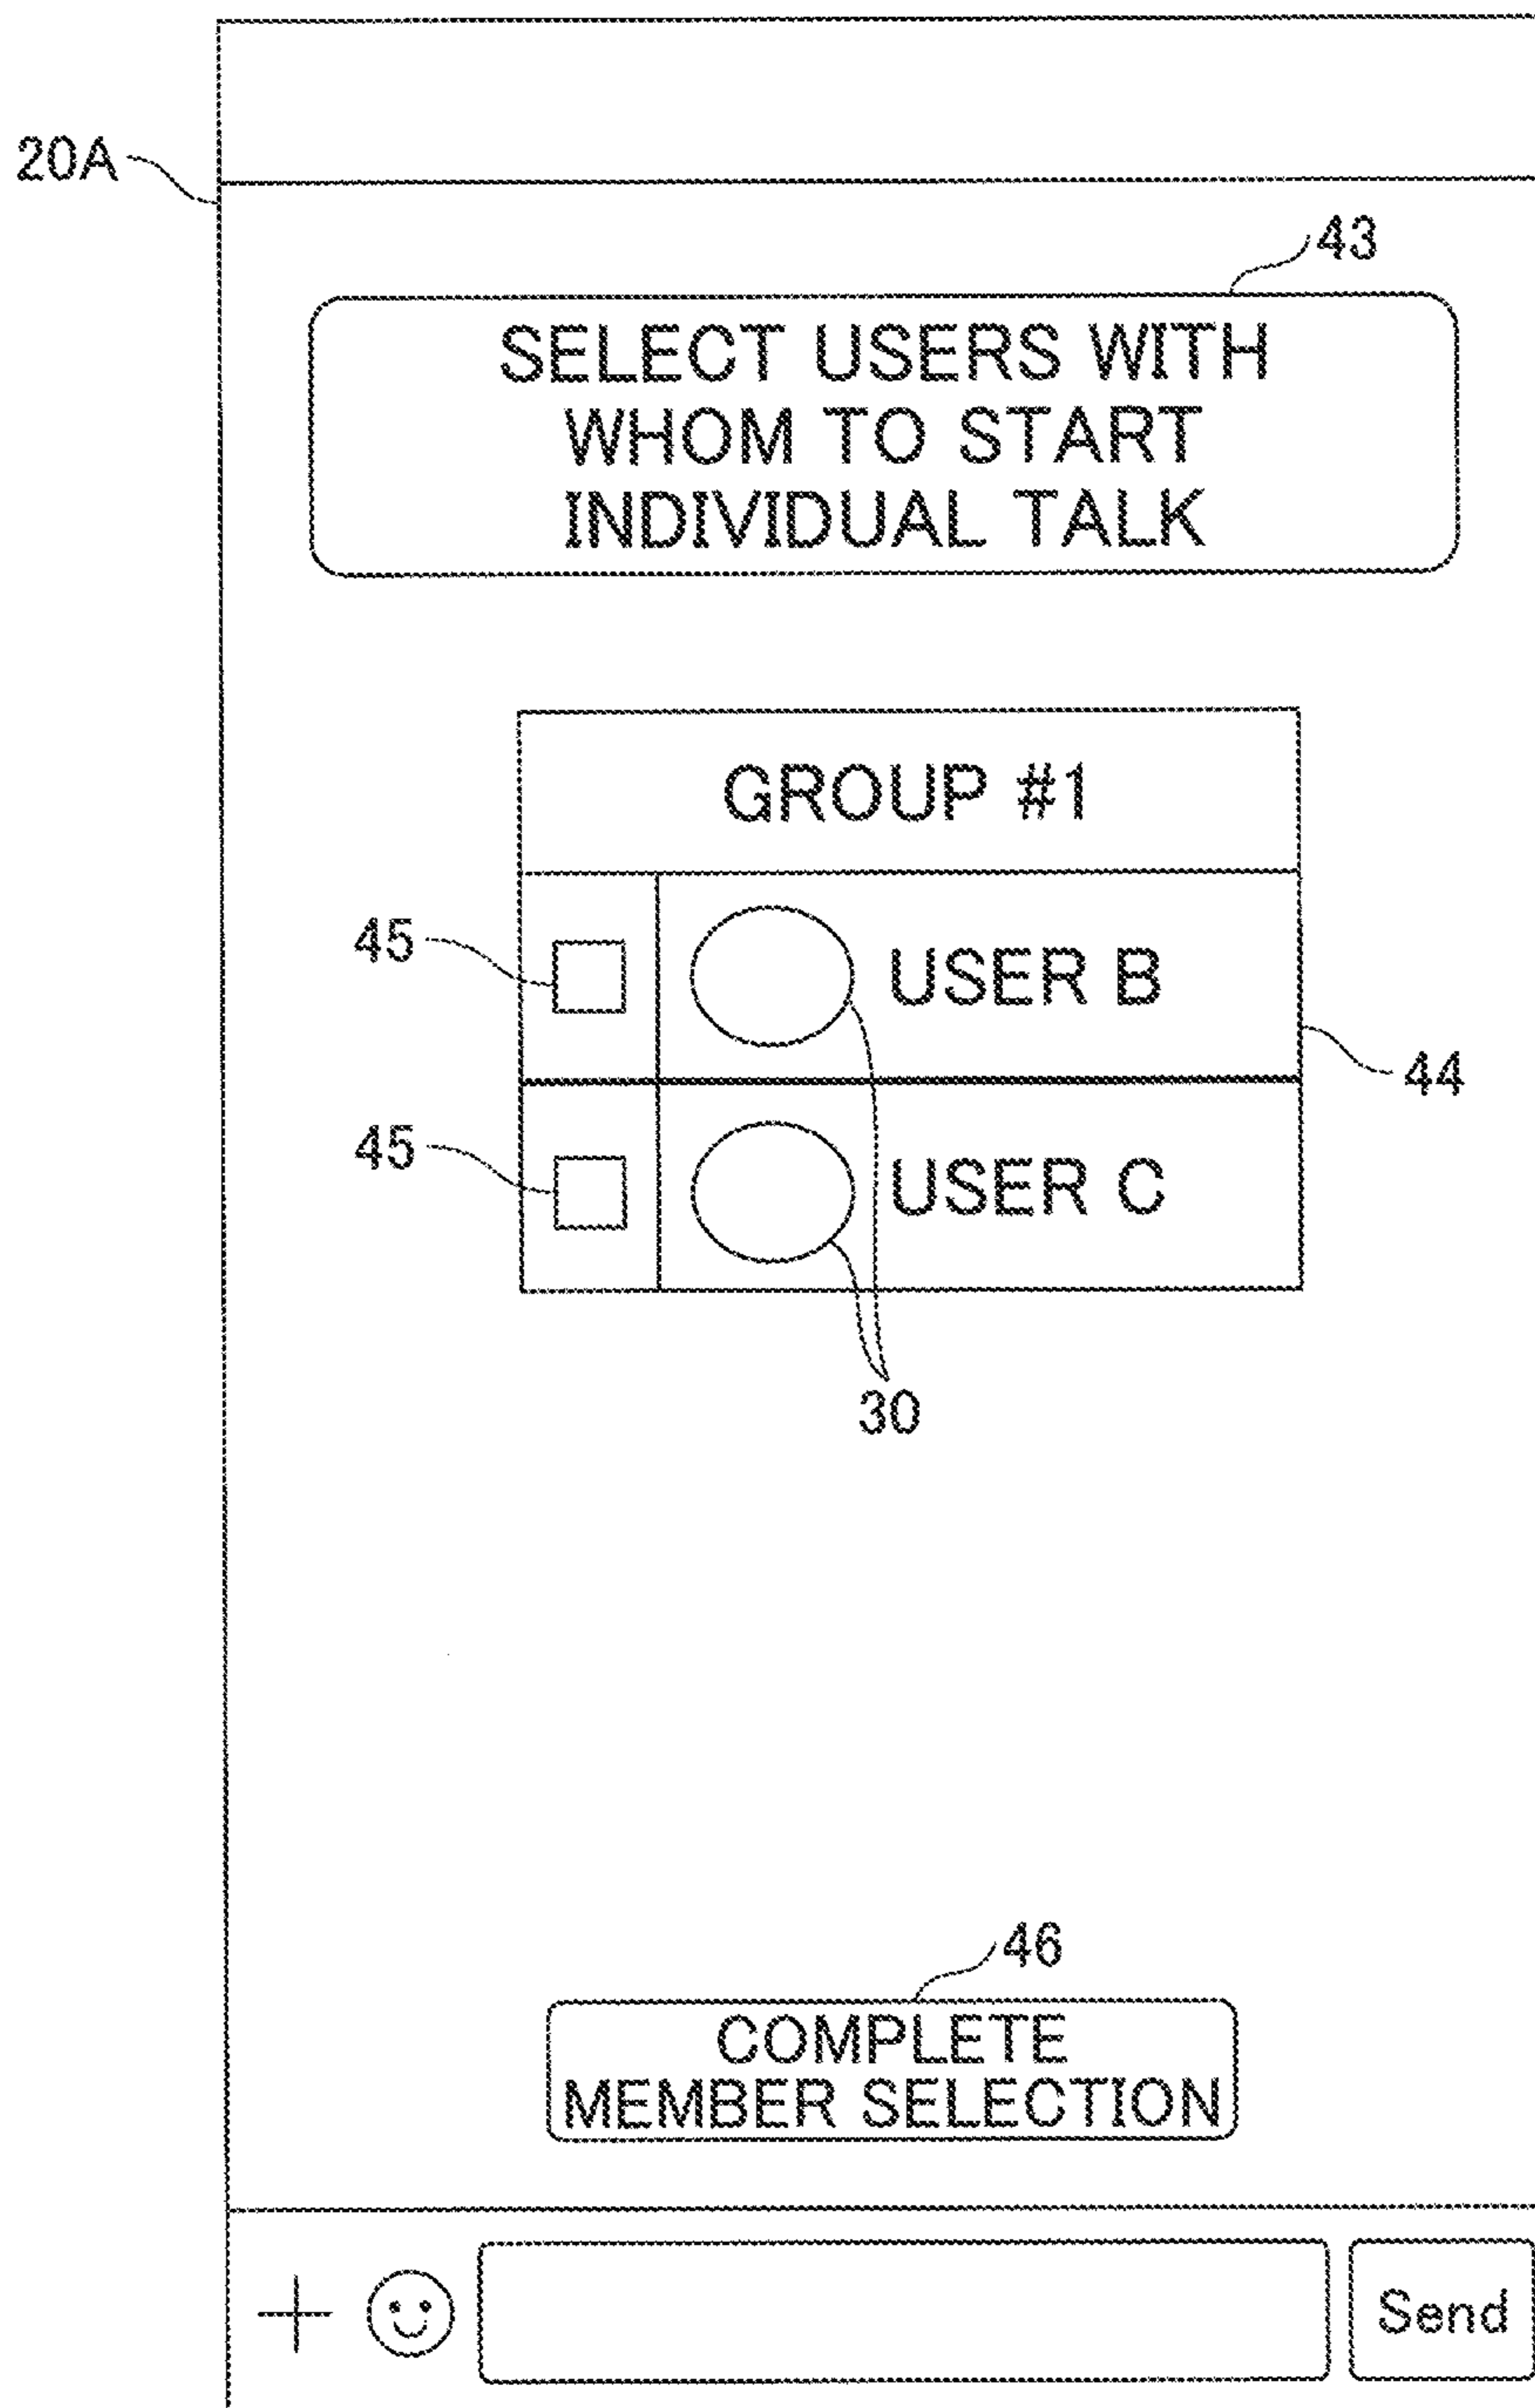 20A
43
SELECT USERS WITH
WHOM TO START
INDIVIDUAL TALK
GROUP #1
45
USER B
44
45
USER C
30
46
COMPLETE
MEMBER SELECTION
Send